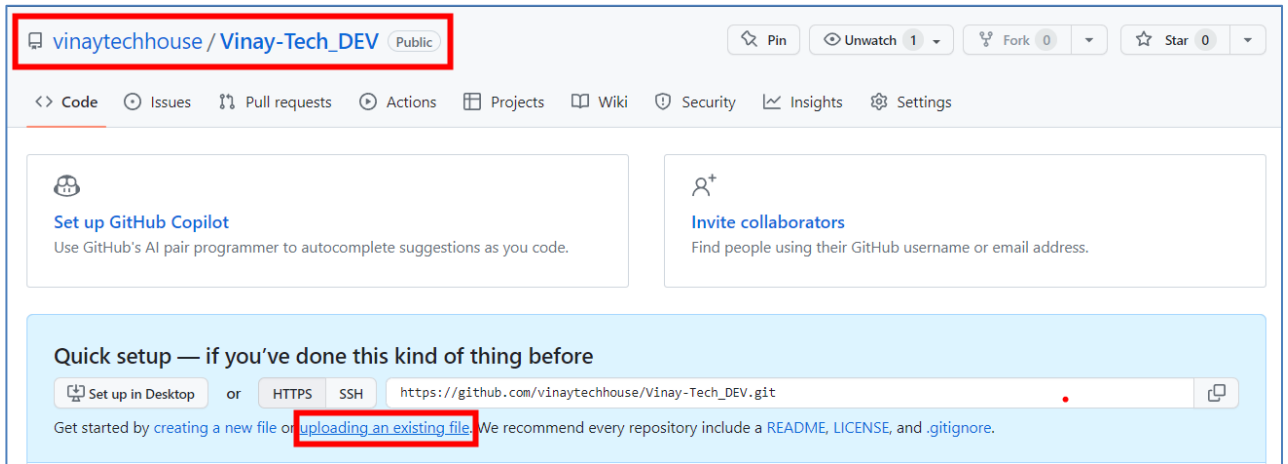 vinaytechhouse / Vinay-Tech_DEV Public
Pin Unwatch 1 Fork 0 Star 0
<> Code Issues Pull requests Actions Projects Wiki Security Insights Settings
Set up GitHub Copilot
Use GitHub's AI pair programmer to autocomplete suggestions as you code.
Invite collaborators
Find people using their GitHub username or email address.
Quick setup — if you've done this kind of thing before
Set up in Desktop or HTTPS SSH https://github.com/vinaytechhouse/Vinay-Tech_DEV.git
Get started by creating a new file or uploading an existing file. We recommend every repository include a README, LICENSE, and .gitignore.